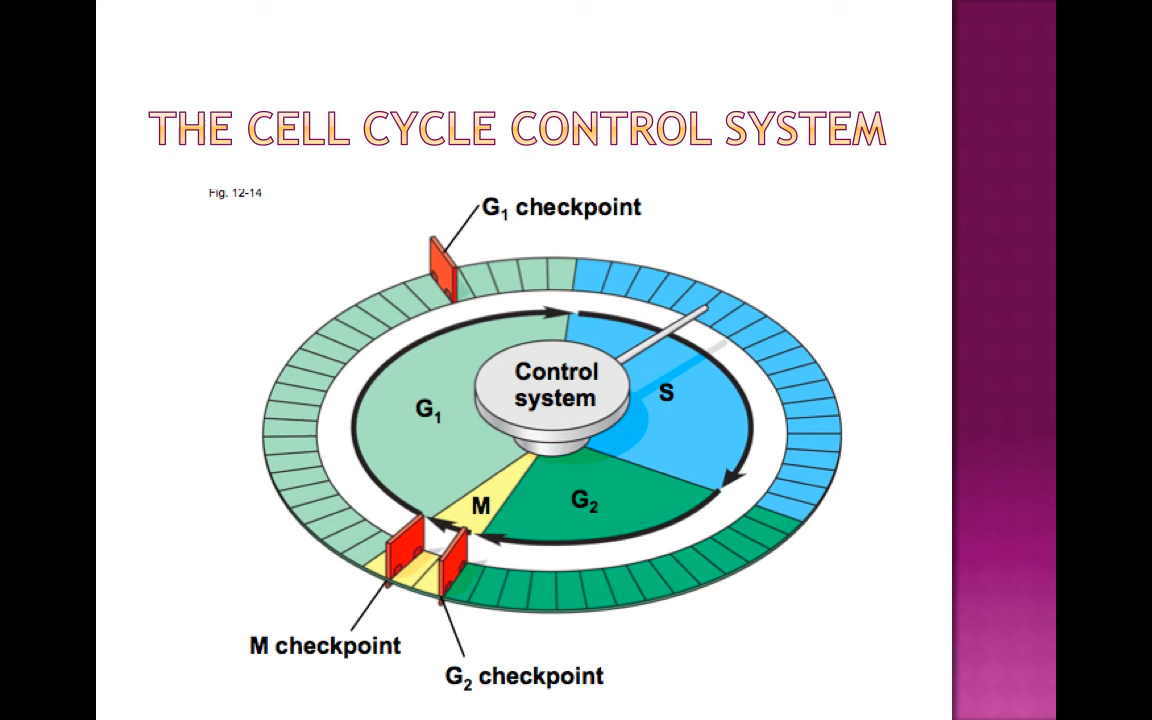 THE CELL CYCLE CONTROL SYSTEM
Fig. 12-14
G₁ checkpoint
Control
system
S
G₁
M
G₂
M checkpoint
G₂ checkpoint